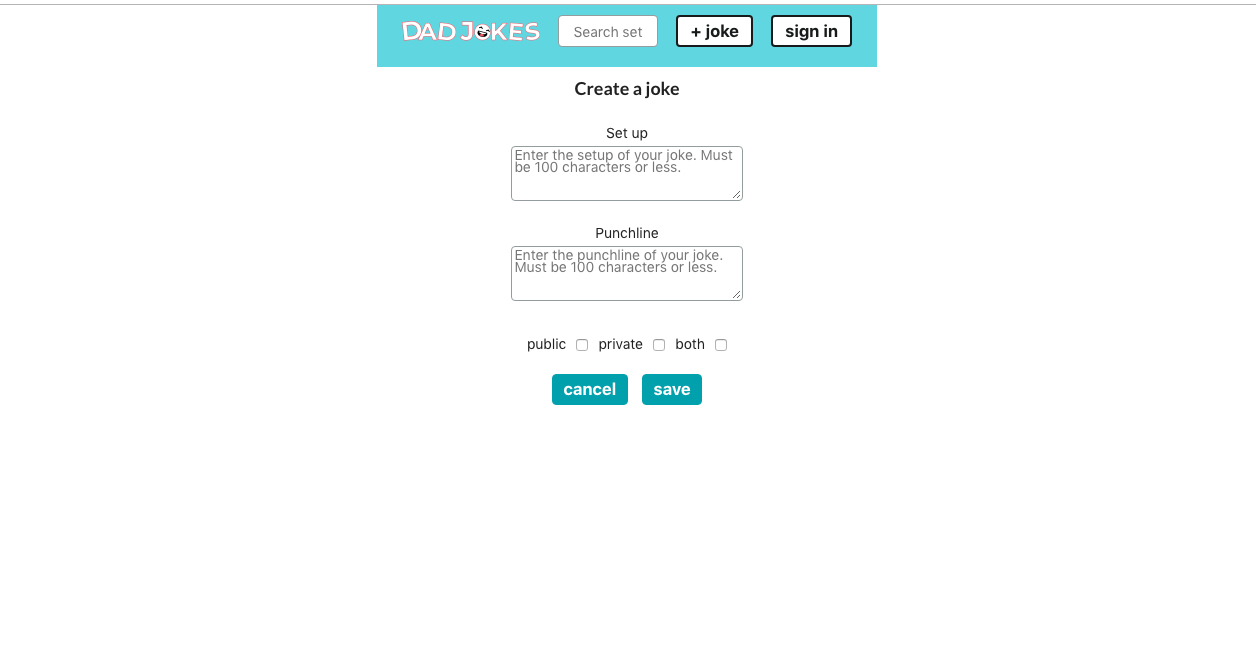 DAD JOKES
Search set
+ joke
sign in
Create a joke
Set up
Enter the setup of your joke. Must
be 100 characters or less.
Punchline
Enter the punchline of your joke.
Must be 100 characters or less.
public private both
cancel save